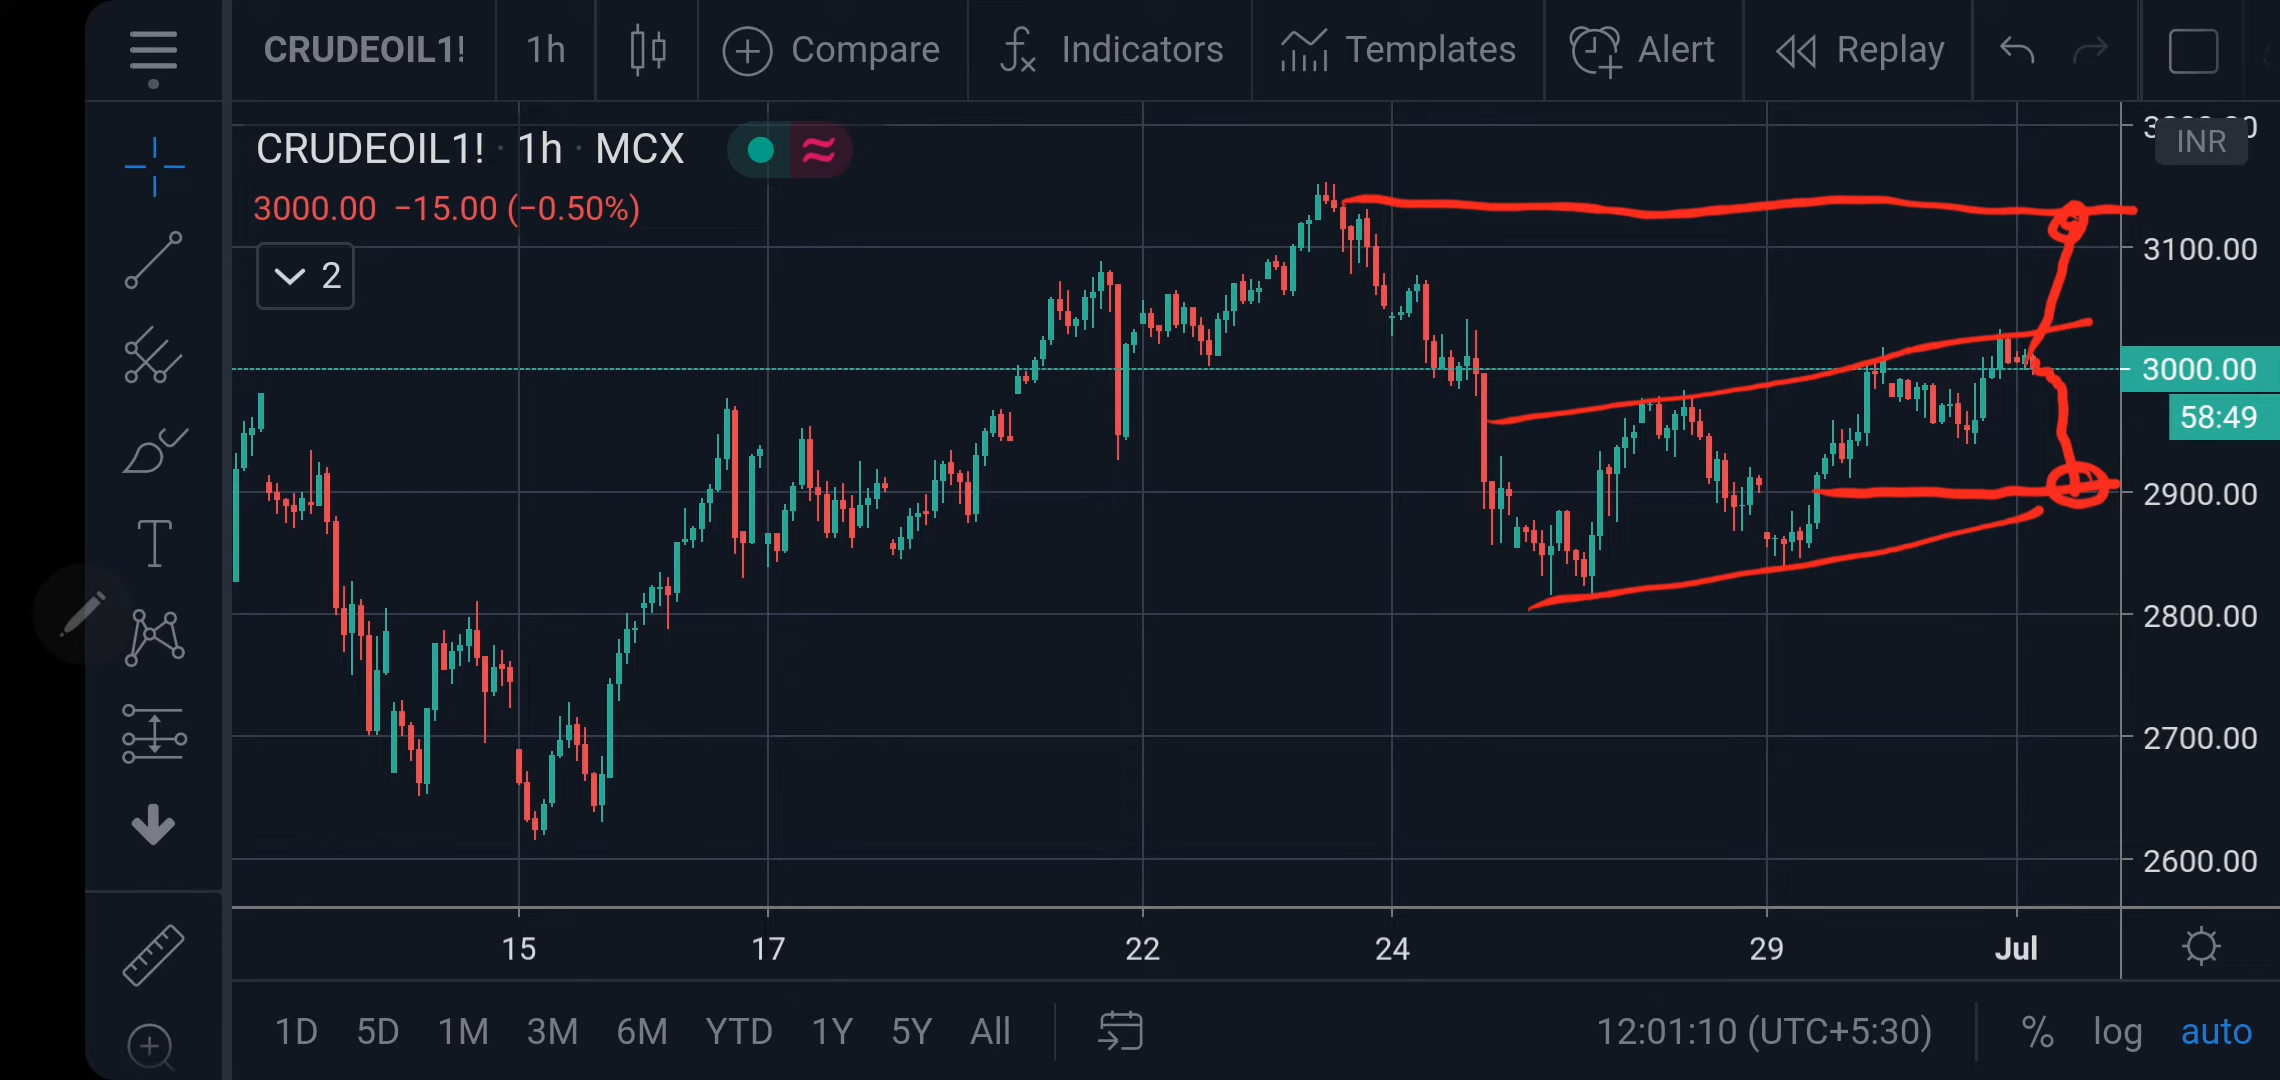 CRUDEOIL1! 1h Compare Indicators Templates Alert Replay
CRUDEOIL1! · 1h · MCX
INR
3000.00 −15.00 (−0.50%)
2
3100.00
3000.00
58:49
2900.00
2800.00
2700.00
2600.00
15 17 22 24 29 Jul
1D 5D 1M 3M 6M YTD 1Y 5Y All 12:01:10 (UTC+5:30) % log auto